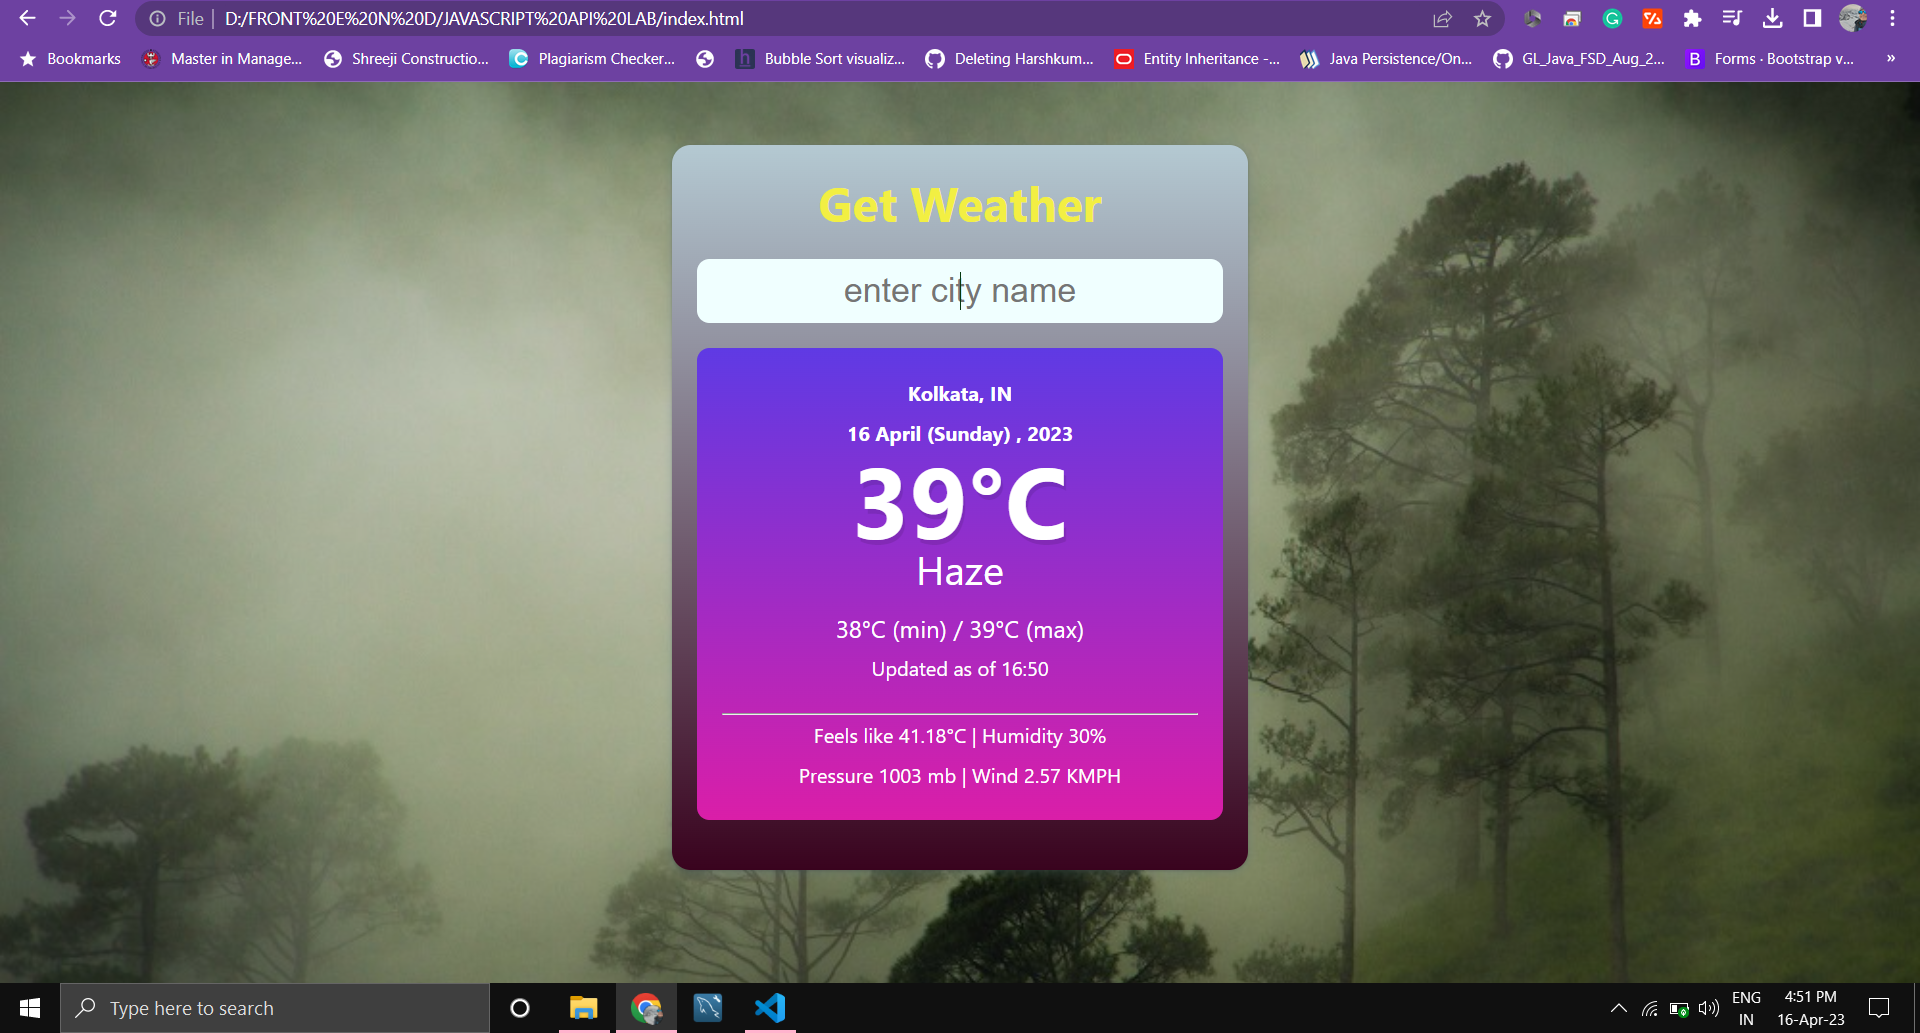 File | D:/FRONT%20E%20N%20D/JAVASCRIPT%20API%20LAB/index.html
Bookmarks Master in Manage... Shreeji Constructio... Plagiarism Checker... Bubble Sort visualiz... Deleting Harshkum... Entity Inheritance -... Java Persistence/On... GL_Java_FSD_Aug_2... B Forms · Bootstrap v... »
Get Weather
enter city name
Kolkata, IN
16 April (Sunday) , 2023
39°C
Haze
38°C (min) / 39°C (max)
Updated as of 16:50
Feels like 41.18°C | Humidity 30%
Pressure 1003 mb | Wind 2.57 KMPH
Type here to search
ENG
IN
4:51 PM
16-Apr-23